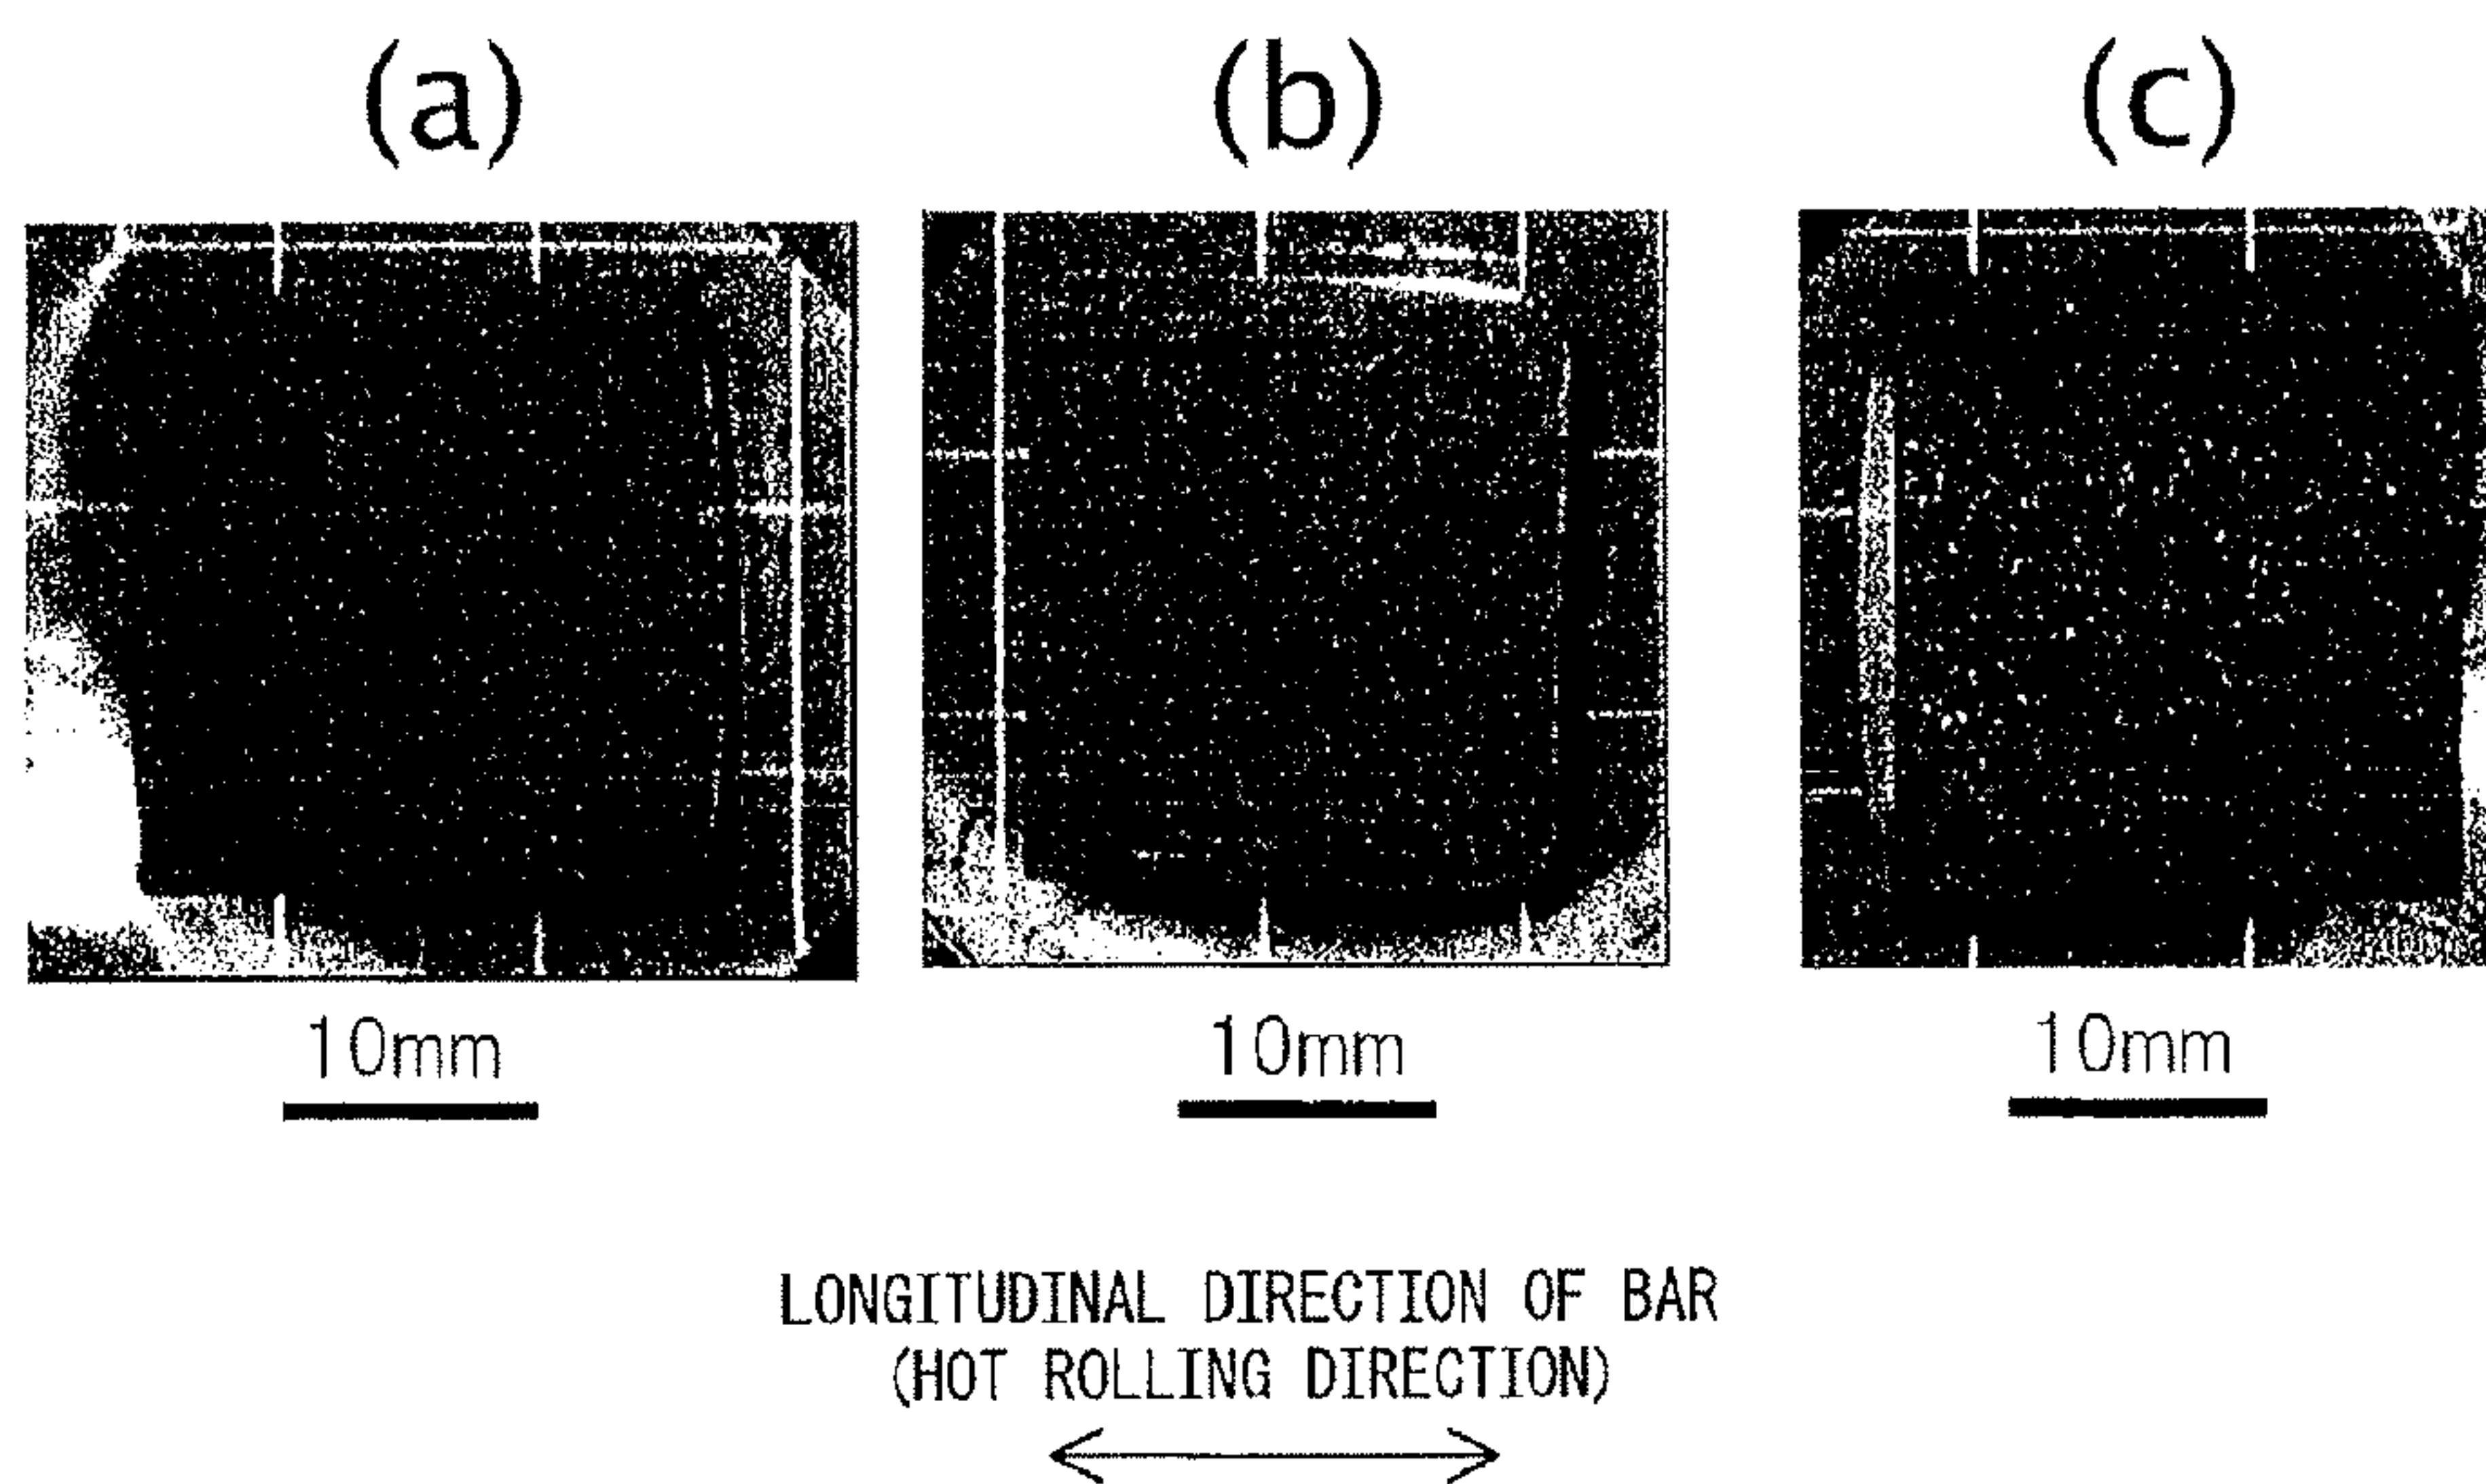 (a) (b) (c)
10mm 10mm 10mm
LONGITUDINAL DIRECTION OF BAR
(HOT ROLLING DIRECTION)